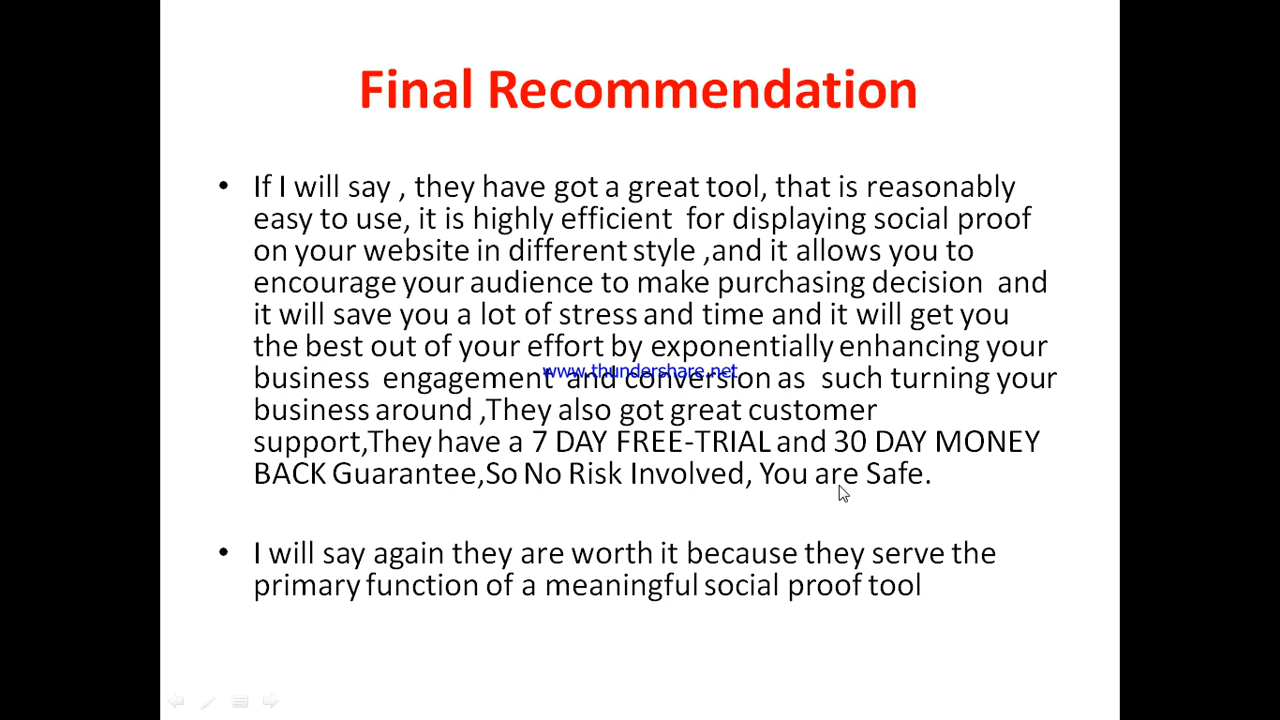 Final Recommendation
• If I will say , they have got a great tool, that is reasonably
easy to use, it is highly efficient for displaying social proof
on your website in different style ,and it allows you to
encourage your audience to make purchasing decision and
it will save you a lot of stress and time and it will get you
the best out of your effort by exponentially enhancing your
www.thundershare.net
business engagement and conversion as such turning your
business around ,They also got great customer
support,They have a 7 DAY FREE-TRIAL and 30 DAY MONEY
BACK Guarantee,So No Risk Involved, You are Safe.
• I will say again they are worth it because they serve the
primary function of a meaningful social proof tool